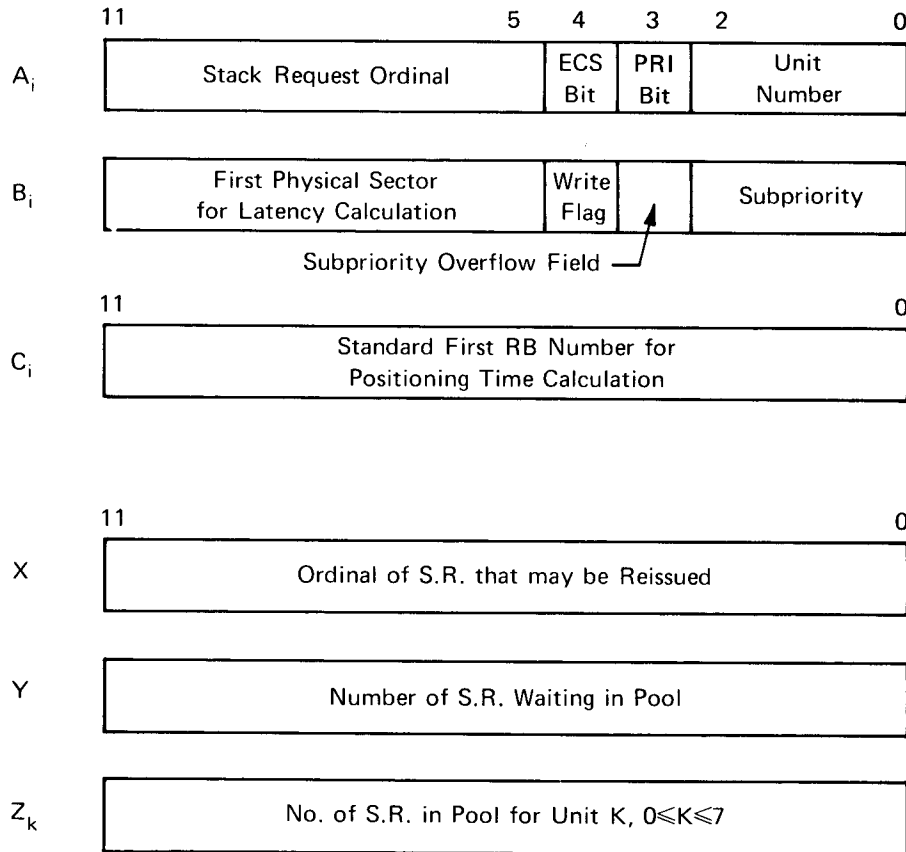 11 5 4 3 2 0
A_i Stack Request Ordinal ECS Bit PRI Bit Unit Number
B_i First Physical Sector for Latency Calculation Write Flag Subpriority
Subpriority Overflow Field
11 0
C_i Standard First RB Number for Positioning Time Calculation
11 0
X Ordinal of S.R. that may be Reissued
Y Number of S.R. Waiting in Pool
Z_k No. of S.R. in Pool for Unit K, 0⩽K⩽7